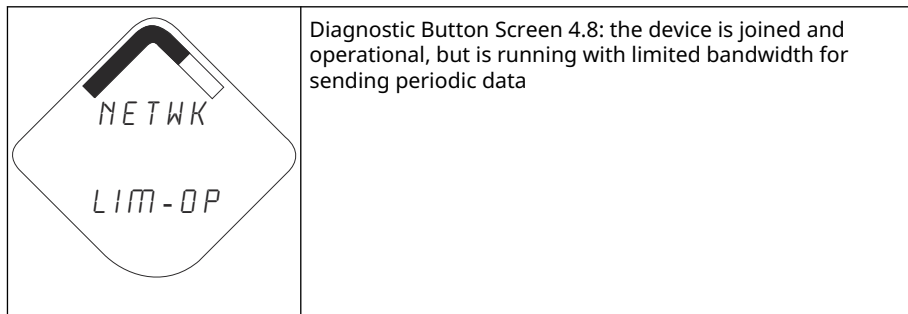 NETWK
LIM-OP
Diagnostic Button Screen 4.8: the device is joined and
operational, but is running with limited bandwidth for
sending periodic data